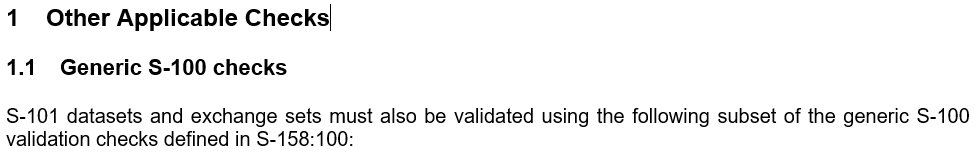 1 Other Applicable Checks
1.1 Generic S-100 checks
S-101 datasets and exchange sets must also be validated using the following subset of the generic S-100
validation checks defined in S-158:100: